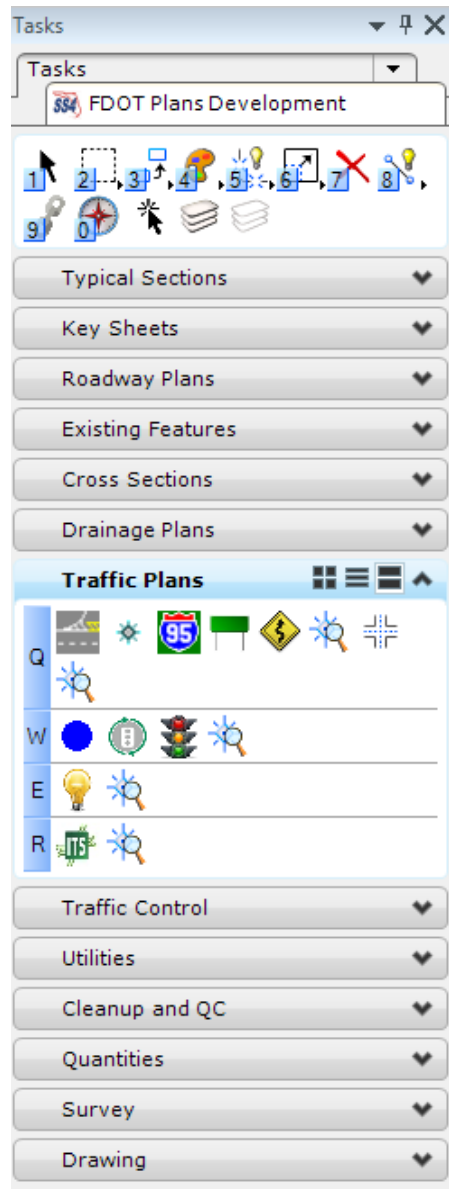 Tasks
Tasks
SS4 FDOT Plans Development
1 2 3 4 5 6 7 8
9 0
Typical Sections
Key Sheets
Roadway Plans
Existing Features
Cross Sections
Drainage Plans
Traffic Plans
Q 95
W
E
R ITS
Traffic Control
Utilities
Cleanup and QC
Quantities
Survey
Drawing